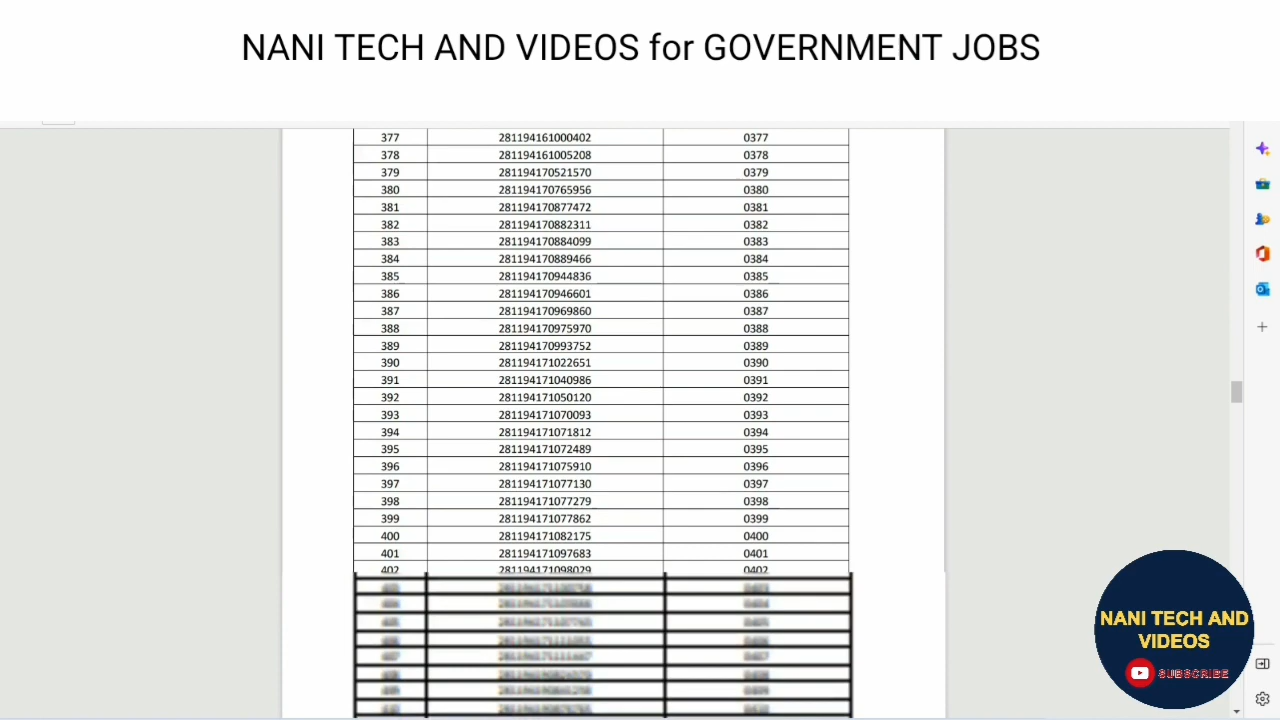 NANI TECH AND VIDEOS for GOVERNMENT JOBS
377 281194161000402 0377
378 281194161005208 0378
379 281194170521570 0379
380 281194170765956 0380
381 281194170877472 0381
382 281194170882311 0382
383 281194170884099 0383
384 281194170889466 0384
385 281194170944836 0385
386 281194170946601 0386
387 281194170969860 0387
388 281194170975970 0388
389 281194170993752 0389
390 281194171022651 0390
391 281194171040986 0391
392 281194171050120 0392
393 281194171070093 0393
394 281194171071812 0394
395 281194171072489 0395
396 281194171075910 0396
397 281194171077130 0397
398 281194171077279 0398
399 281194171077862 0399
400 281194171082175 0400
401 281194171097683 0401
402 281194171098029 0402
NANI TECH AND
VIDEOS
SUBSCRIBE